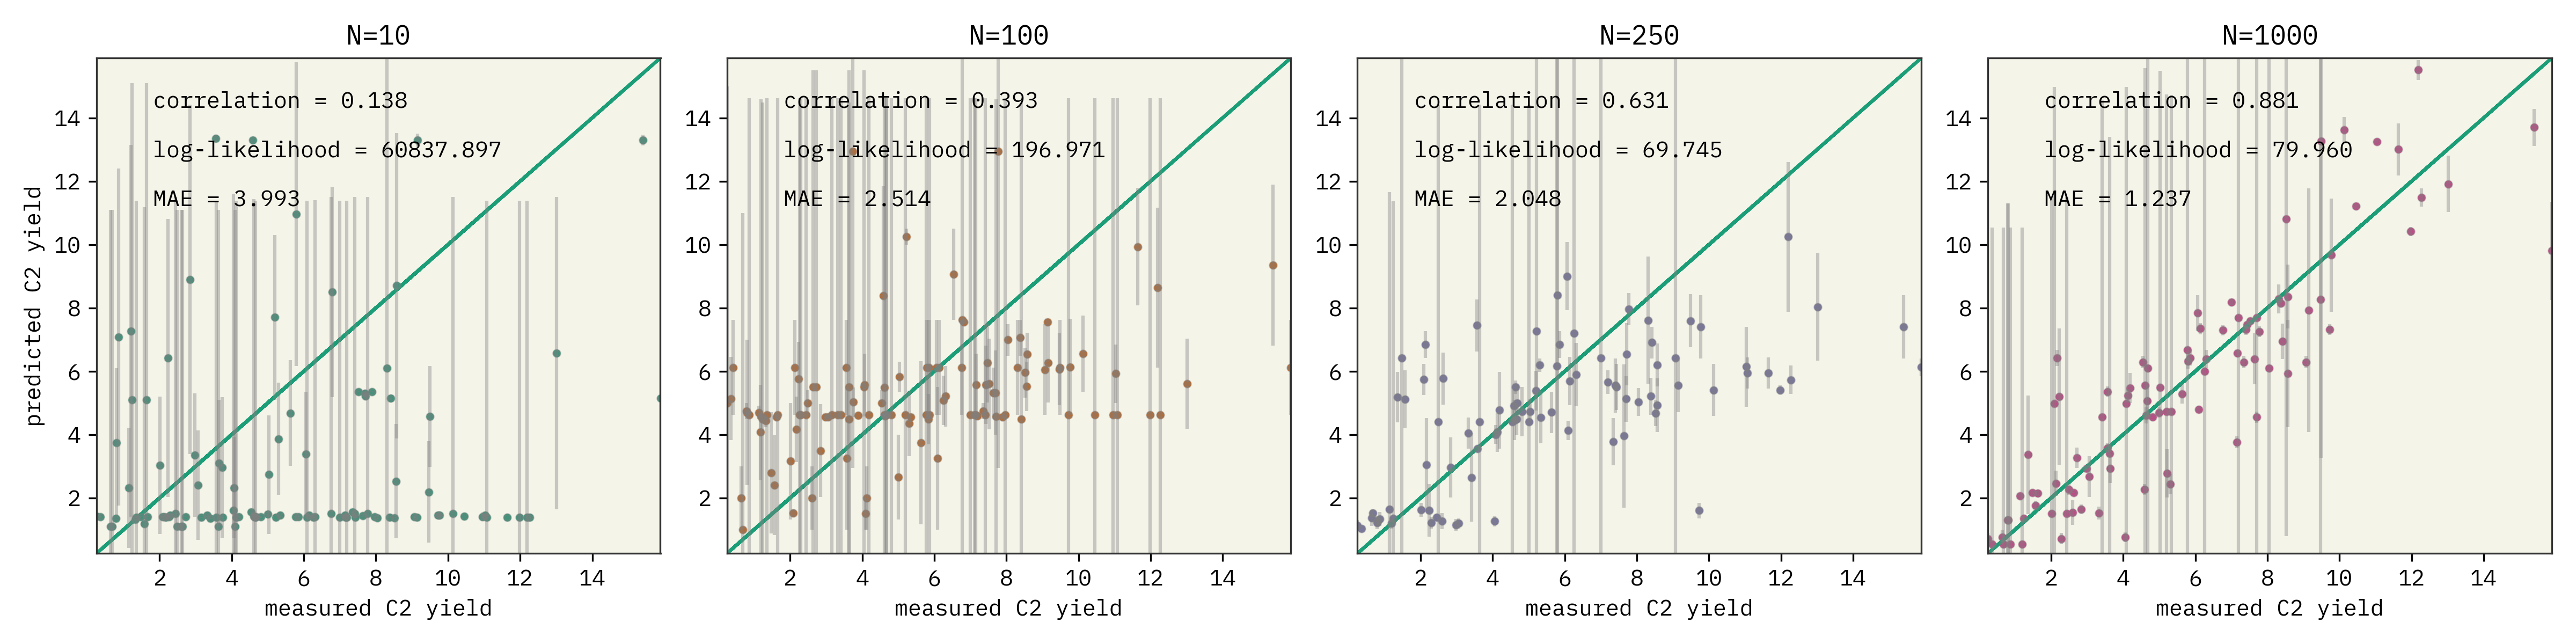 N=10
correlation = 0.138
log-likelihood = 60837.897
MAE = 3.993
predicted C2 yield
14
12
10
8
6
4
2
2 4 6 8 10 12 14
measured C2 yield
N=100
correlation = 0.393
log-likelihood = 196.971
MAE = 2.514
14
12
10
8
6
4
2
2 4 6 8 10 12 14
measured C2 yield
N=250
correlation = 0.631
log-likelihood = 69.745
MAE = 2.048
14
12
10
8
6
4
2
2 4 6 8 10 12 14
measured C2 yield
N=1000
correlation = 0.881
log-likelihood = 79.960
MAE = 1.237
14
12
10
8
6
4
2
2 4 6 8 10 12 14
measured C2 yield